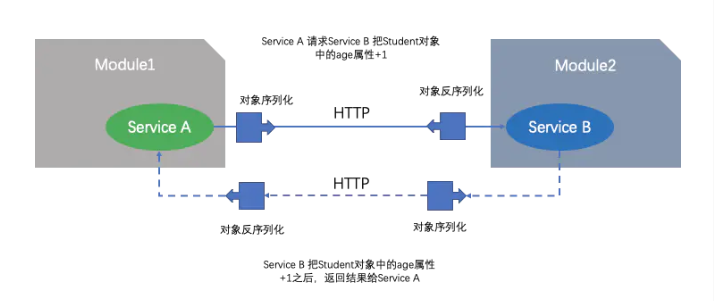 Service A 请求Service B 把Student对象
中的age属性+1
Module1
Module2
对象序列化
对象反序列化
HTTP
Service A
Service B
HTTP
对象反序列化
对象序列化
Service B 把Student对象中的age属性
+1之后，返回结果给Service A